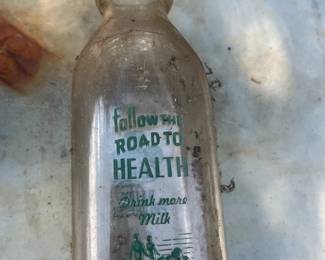 follow THE
ROAD TO
HEALTH
Drink more
Milk